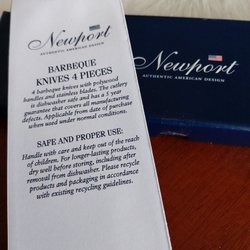 Newport
AUTHENTIC AMERICAN DESIGN
BARBEQUE
KNIVES 4 PIECES
4 barbeque knives with polywood
handles and stainless blades. The cutlery
is dishwasher safe and has a 5 year
guarantee that covers all manufacturing
defects. Applicable from date of purchase
when used under normal conditions.
SAFE AND PROPER USE:
Handle with care and keep out of the reach
of children. For longer-lasting products,
dry well before storing, including after
removal from dishwasher. Please recycle
products and packaging in accordance
with existing recycling guidelines.
Newport
AUTHENTIC AMERICAN DESIGN